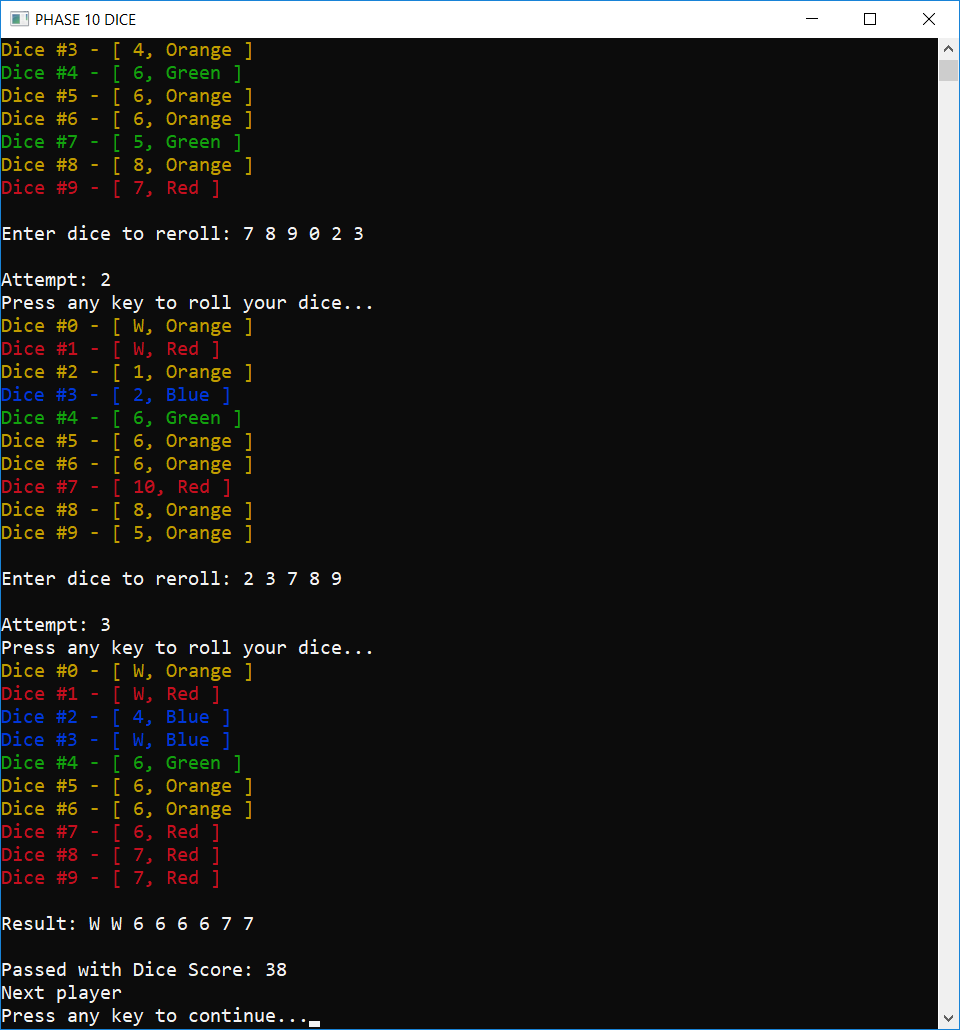 PHASE 10 DICE
Dice #3 - [ 4, Orange ]
Dice #4 - [ 6, Green ]
Dice #5 - [ 6, Orange ]
Dice #6 - [ 6, Orange ]
Dice #7 - [ 5, Green ]
Dice #8 - [ 8, Orange ]
Dice #9 - [ 7, Red ]
Enter dice to reroll: 7 8 9 0 2 3
Attempt: 2
Press any key to roll your dice...
Dice #0 - [ W, Orange ]
Dice #1 - [ W, Red ]
Dice #2 - [ 1, Orange ]
Dice #3 - [ 2, Blue ]
Dice #4 - [ 6, Green ]
Dice #5 - [ 6, Orange ]
Dice #6 - [ 6, Orange ]
Dice #7 - [ 10, Red ]
Dice #8 - [ 8, Orange ]
Dice #9 - [ 5, Orange ]
Enter dice to reroll: 2 3 7 8 9
Attempt: 3
Press any key to roll your dice...
Dice #0 - [ W, Orange ]
Dice #1 - [ W, Red ]
Dice #2 - [ 4, Blue ]
Dice #3 - [ W, Blue ]
Dice #4 - [ 6, Green ]
Dice #5 - [ 6, Orange ]
Dice #6 - [ 6, Orange ]
Dice #7 - [ 6, Red ]
Dice #8 - [ 7, Red ]
Dice #9 - [ 7, Red ]
Result: W W 6 6 6 6 7 7
Passed with Dice Score: 38
Next player
Press any key to continue...